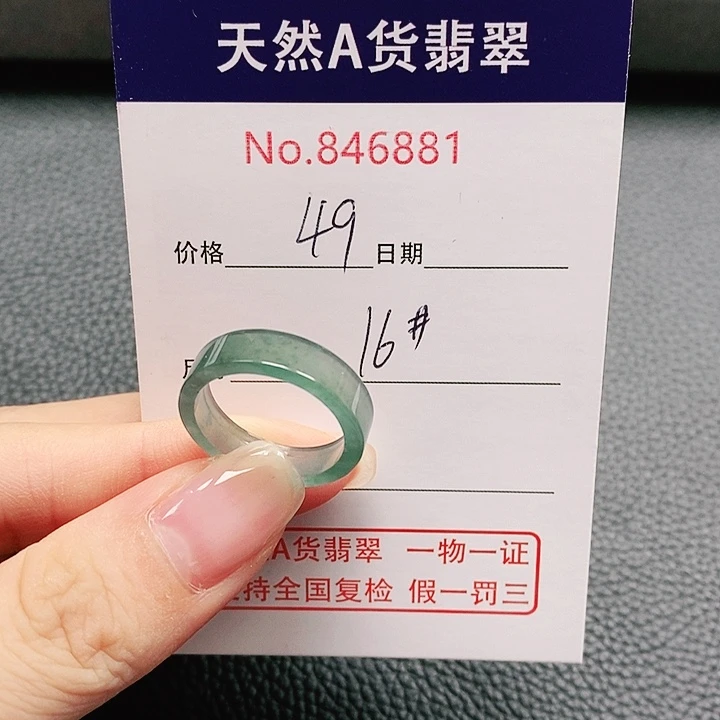 天然A货翡翠
No.846881
价格 49 日期
16#
A货翡翠 一物一证
持全国复检 假一罚三